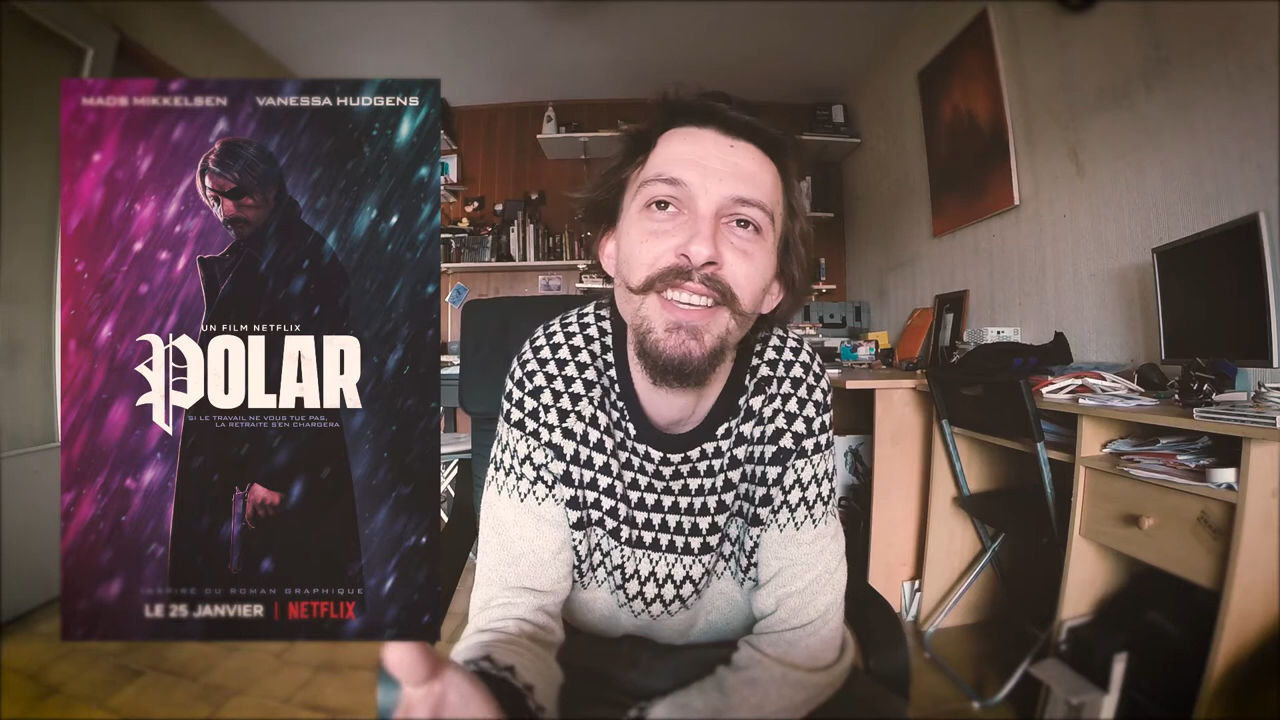 MADS MIKKELSEN VANESSA HUDGENS
UN FILM NETFLIX
POLAR
SI LE TRAVAIL NE VOUS TUE PAS,
LA RETRAITE S'EN CHARGERA
INSPIRÉ DU ROMAN GRAPHIQUE
LE 25 JANVIER | NETFLIX